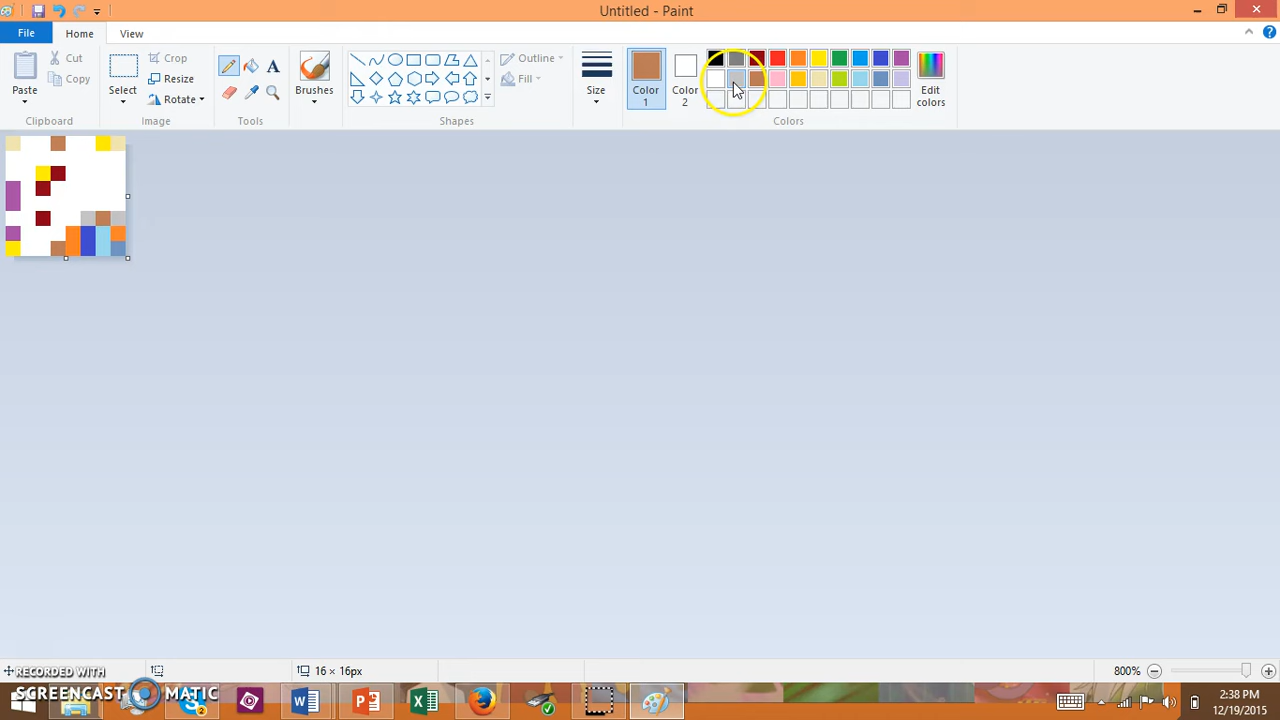 Untitled - Paint
File
Home
View
Paste
Cut
Copy
Clipboard
Select
Crop
Resize
Rotate
Image
A
Tools
Brushes
Outline
Fill
Shapes
Size
Color
1
Color
2
Edit
colors
Colors
16 × 16px
800%
RECORDED WITH
SCREENCAST MATIC
2:38 PM
12/19/2015